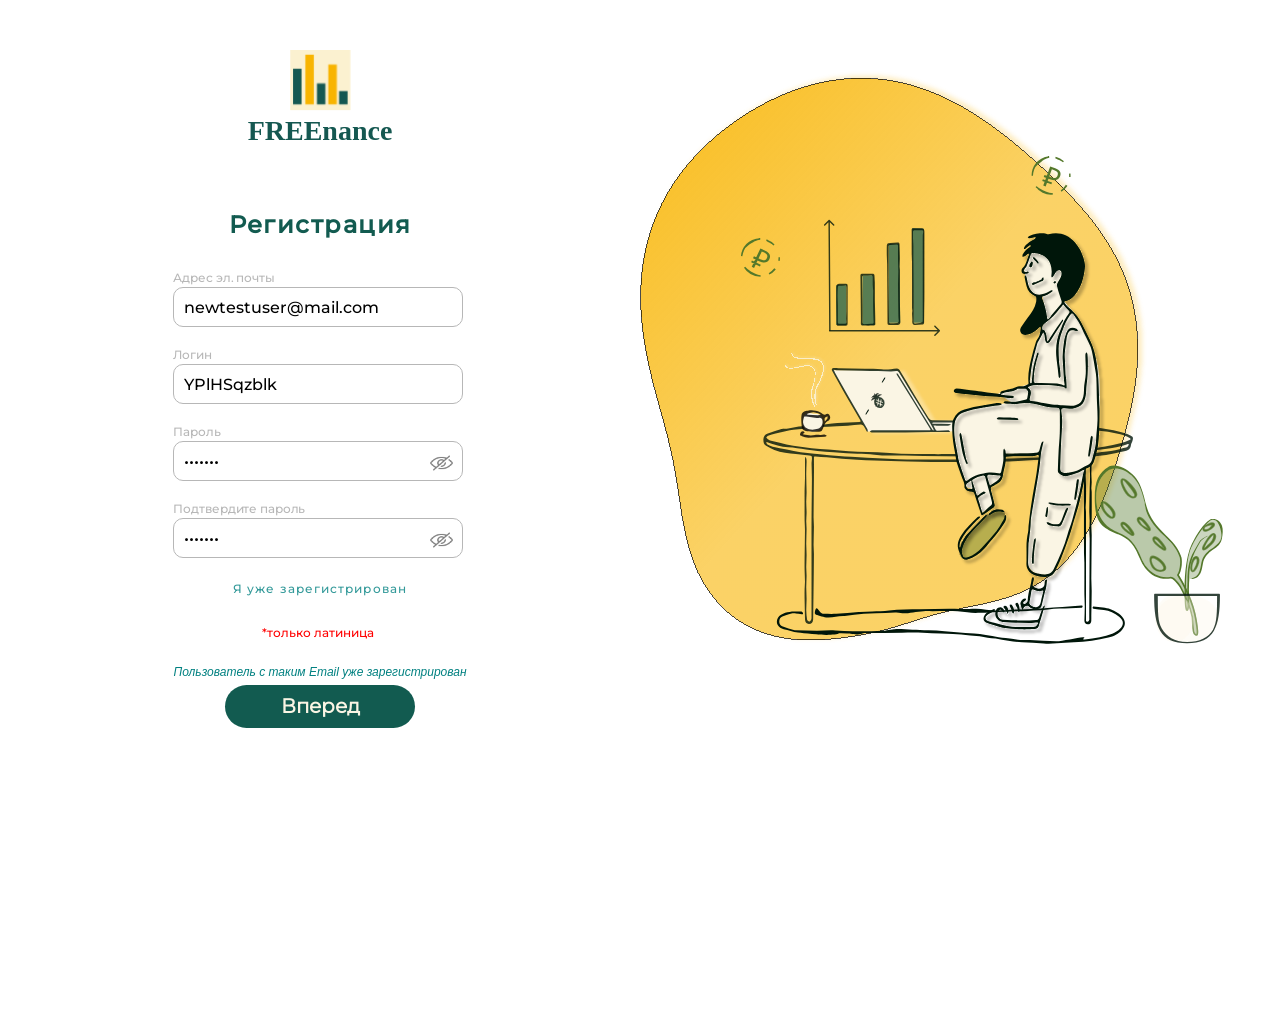 FREEnance
Регистрация
Адрес эл. почты
newtestuser@mail.com
Логин
YPlHSqzblk
Пароль
•••••••
Подтвердите пароль
•••••••
Я уже зарегистрирован
*только латиница
Пользователь с таким Email уже зарегистрирован
Вперед